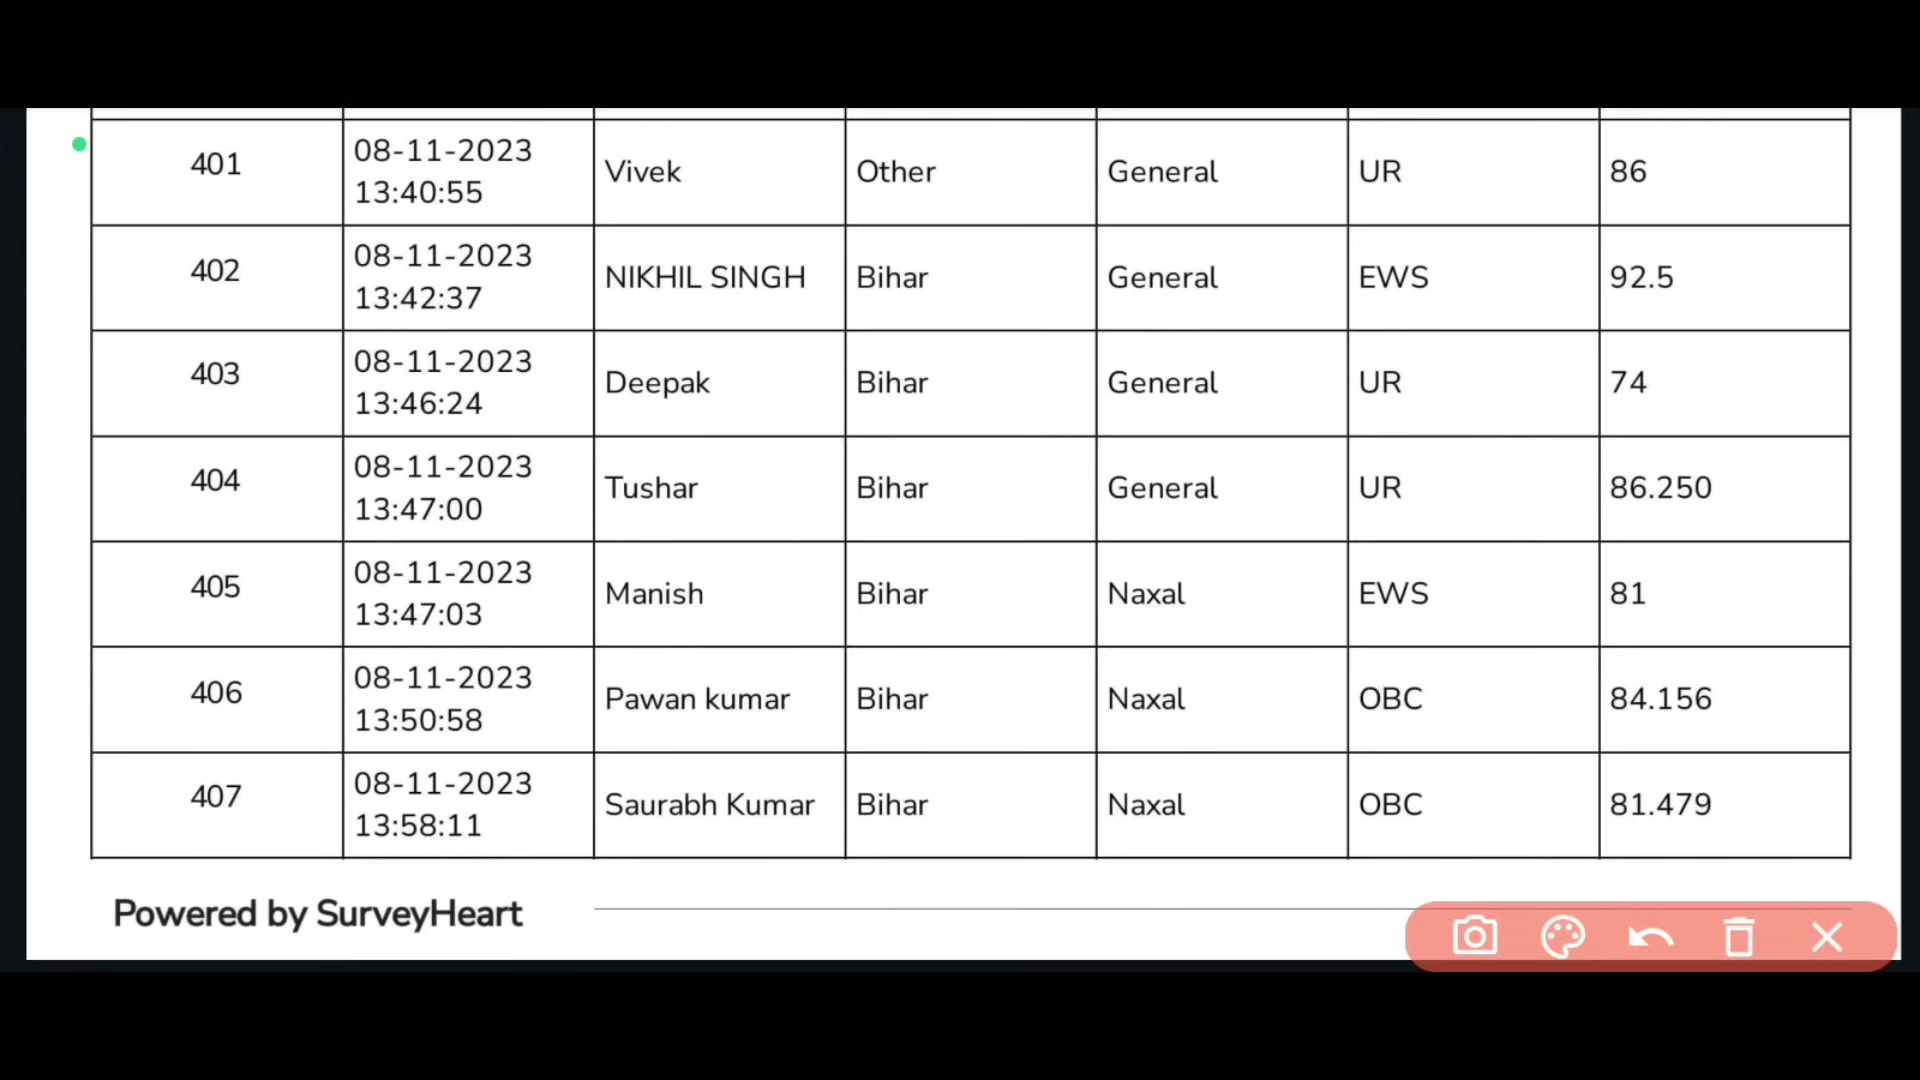 401 08-11-2023 13:40:55 Vivek Other General UR 86
402 08-11-2023 13:42:37 NIKHIL SINGH Bihar General EWS 92.5
403 08-11-2023 13:46:24 Deepak Bihar General UR 74
404 08-11-2023 13:47:00 Tushar Bihar General UR 86.250
405 08-11-2023 13:47:03 Manish Bihar Naxal EWS 81
406 08-11-2023 13:50:58 Pawan kumar Bihar Naxal OBC 84.156
407 08-11-2023 13:58:11 Saurabh Kumar Bihar Naxal OBC 81.479
Powered by SurveyHeart